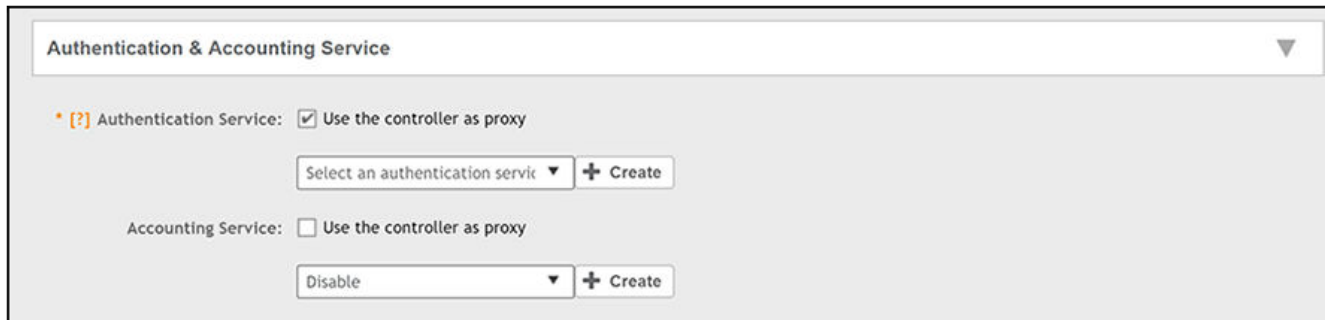 Authentication & Accounting Service
* [?] Authentication Service: Use the controller as proxy
Select an authentication servic + Create
Accounting Service: Use the controller as proxy
Disable + Create